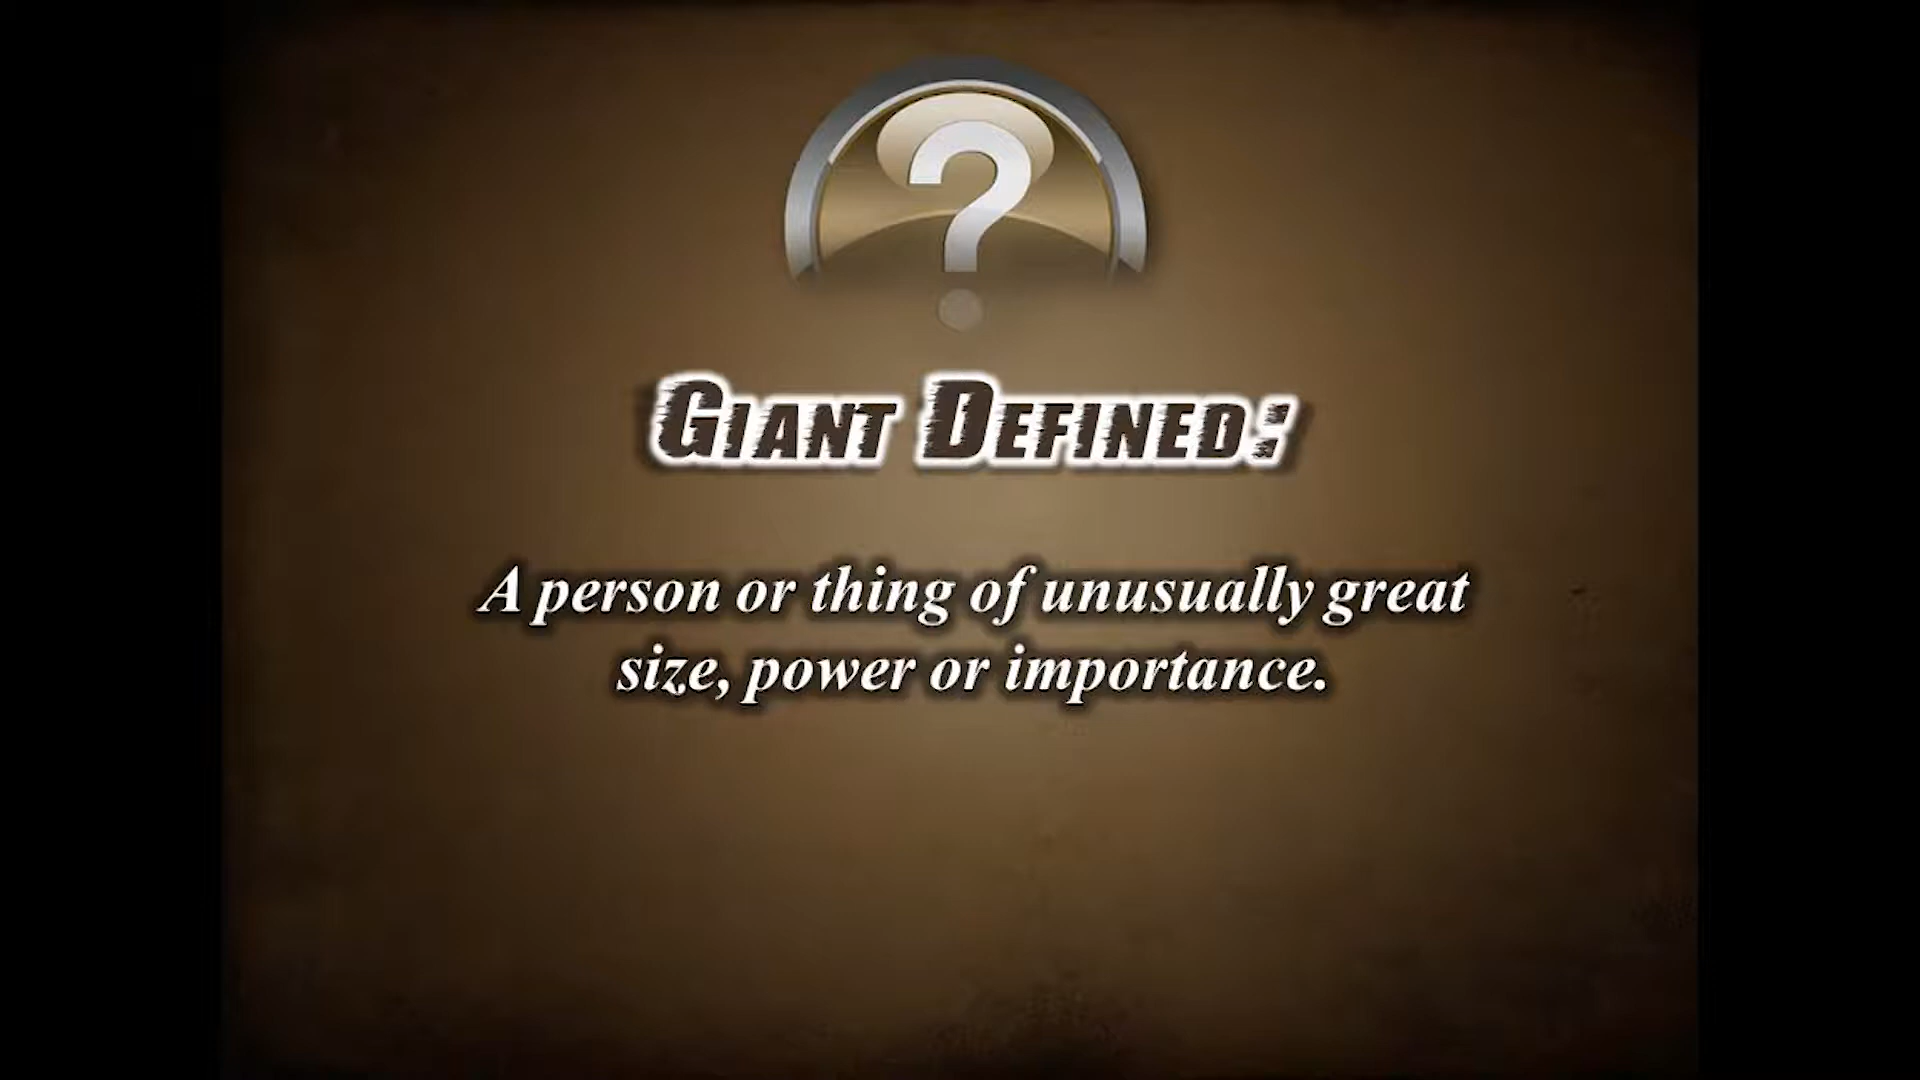 ?
GIANT DEFINED:
A person or thing of unusually great
size, power or importance.